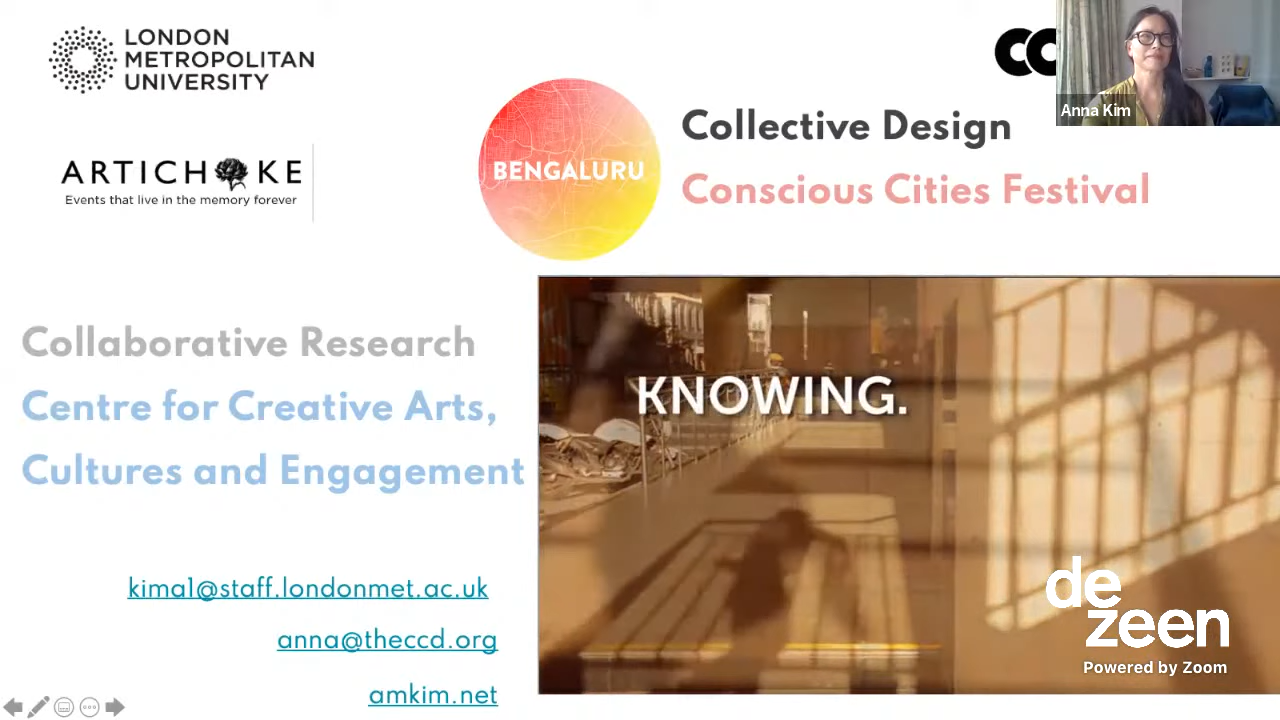 LONDON
METROPOLITAN
UNIVERSITY
ARTICHOKE
Events that live in the memory forever
BENGALURU
Collective Design
Conscious Cities Festival
Anna Kim
Collaborative Research
Centre for Creative Arts,
Cultures and Engagement
KNOWING.
kima1@staff.londonmet.ac.uk
anna@theccd.org
amkim.net
de
zeen
Powered by Zoom